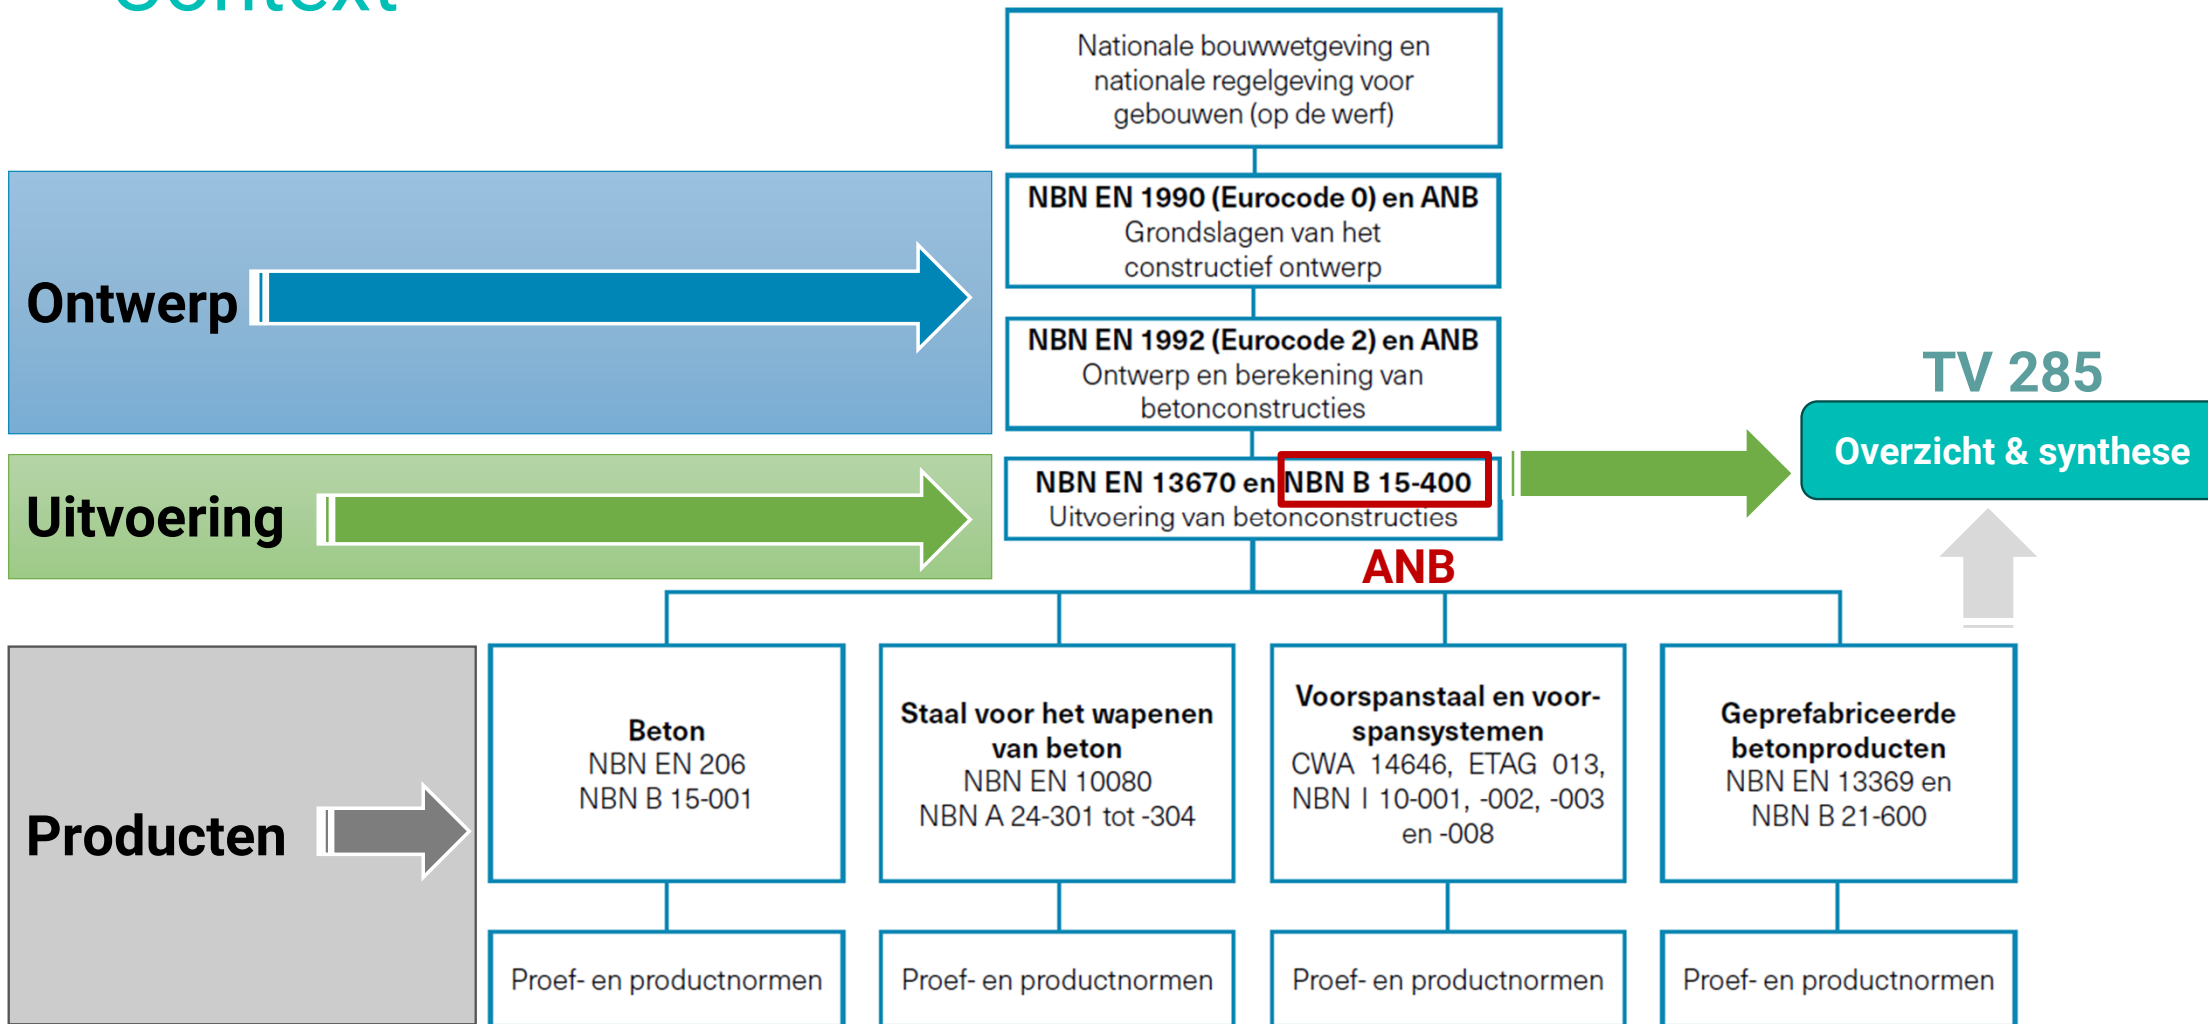 Context
Nationale bouwwetgeving en
nationale regelgeving voor
gebouwen (op de werf)
NBN EN 1990 (Eurocode 0) en ANB
Grondslagen van het
constructief ontwerp
Ontwerp
NBN EN 1992 (Eurocode 2) en ANB
Ontwerp en berekening van
betonconstructies
TV 285
Overzicht & synthese
NBN EN 13670 en NBN B 15-400
Uitvoering van betonconstructies
Uitvoering
ANB
Producten
Beton
NBN EN 206
NBN B 15-001
Staal voor het wapenen
van beton
NBN EN 10080
NBN A 24-301 tot -304
Voorspanstaal en voor-
spansystemen
CWA 14646, ETAG 013,
NBN I 10-001, -002, -003
en -008
Geprefabriceerde
betonproducten
NBN EN 13369 en
NBN B 21-600
Proef- en productnormen
Proef- en productnormen
Proef- en productnormen
Proef- en productnormen